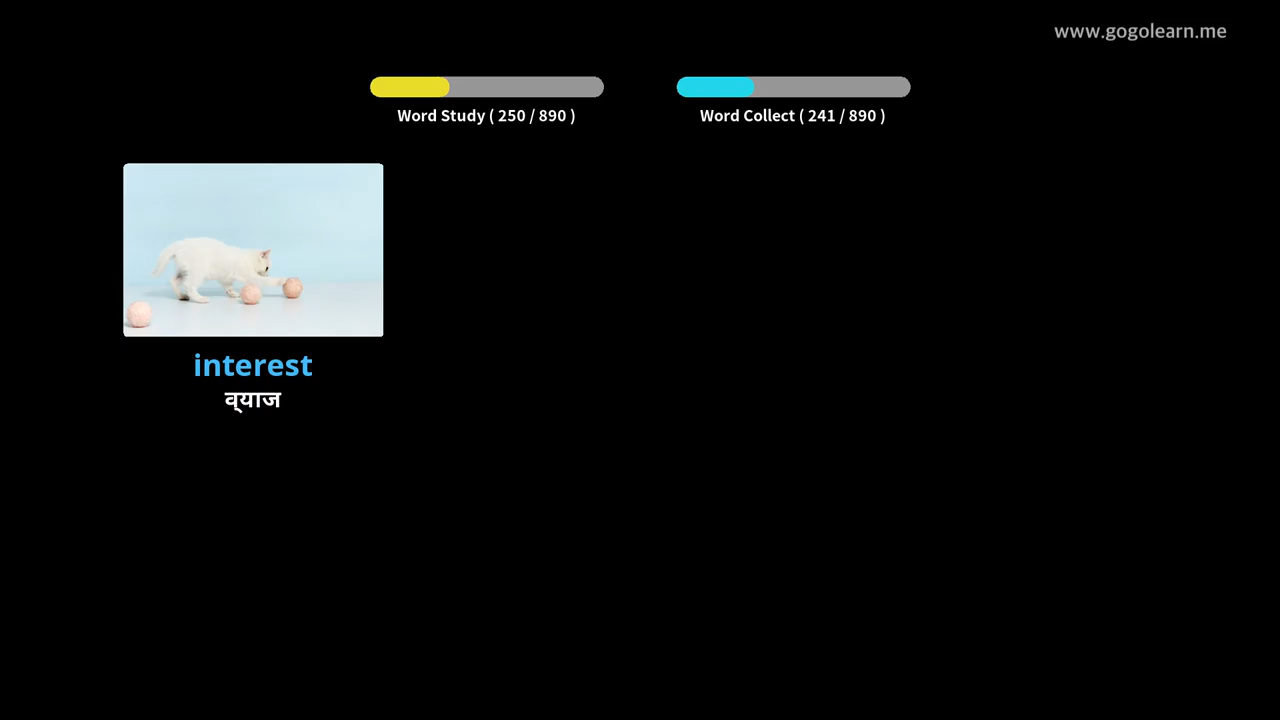 www.gogolearn.me
Word Study ( 250 / 890 )
Word Collect ( 241 / 890 )
interest
व्याज